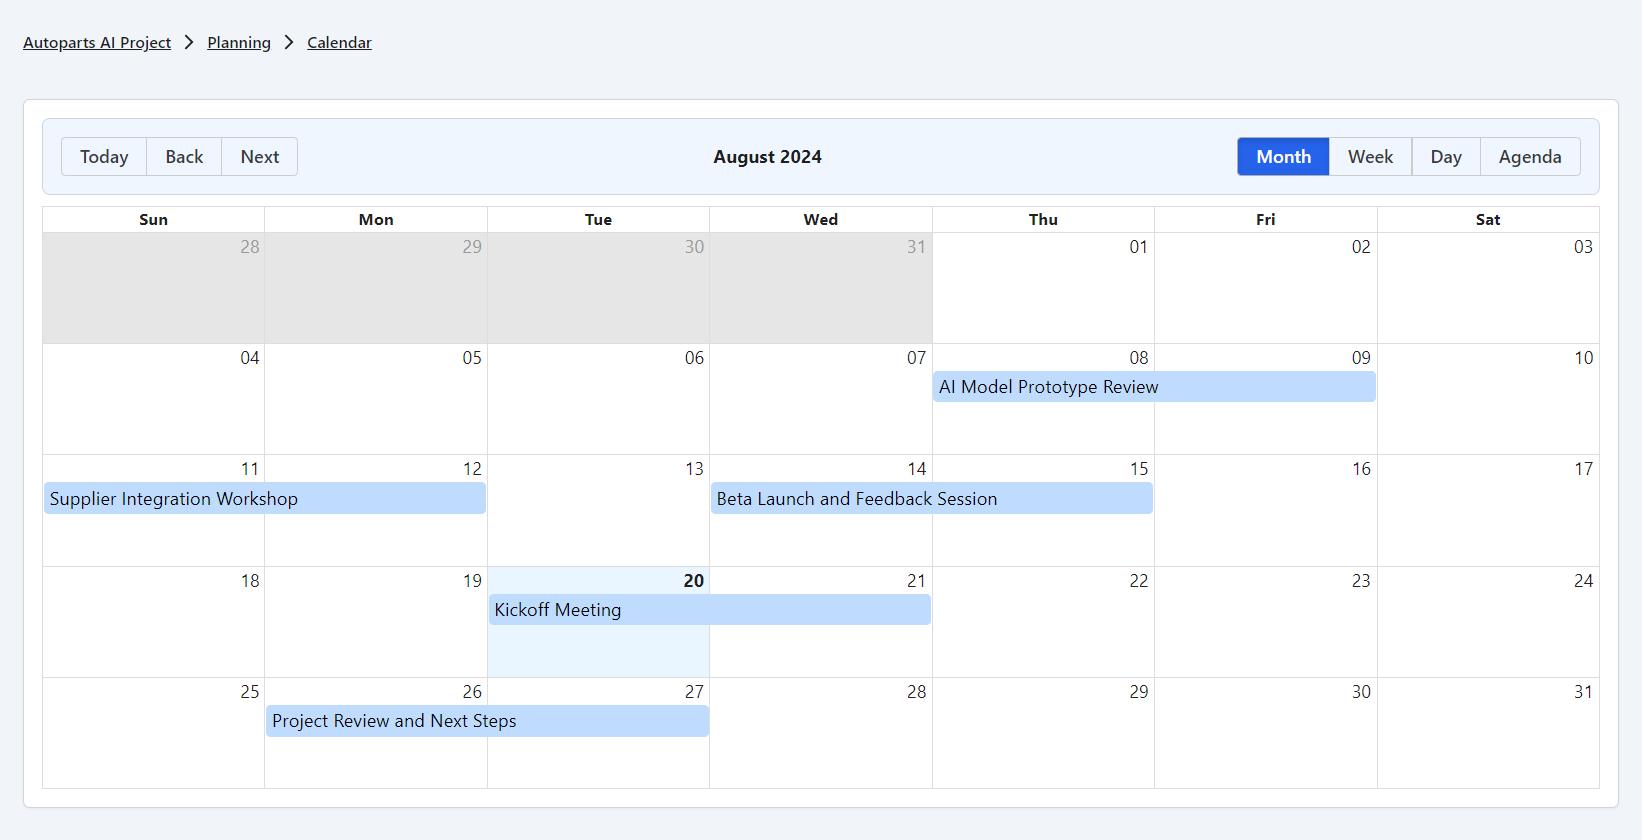 Autoparts AI Project > Planning > Calendar
Today Back Next August 2024 Month Week Day Agenda
Sun Mon Tue Wed Thu Fri Sat
28 29 30 31 01 02 03
04 05 06 07 08 09 10
AI Model Prototype Review
11 12 13 14 15 16 17
Supplier Integration Workshop Beta Launch and Feedback Session
18 19 20 21 22 23 24
Kickoff Meeting
25 26 27 28 29 30 31
Project Review and Next Steps